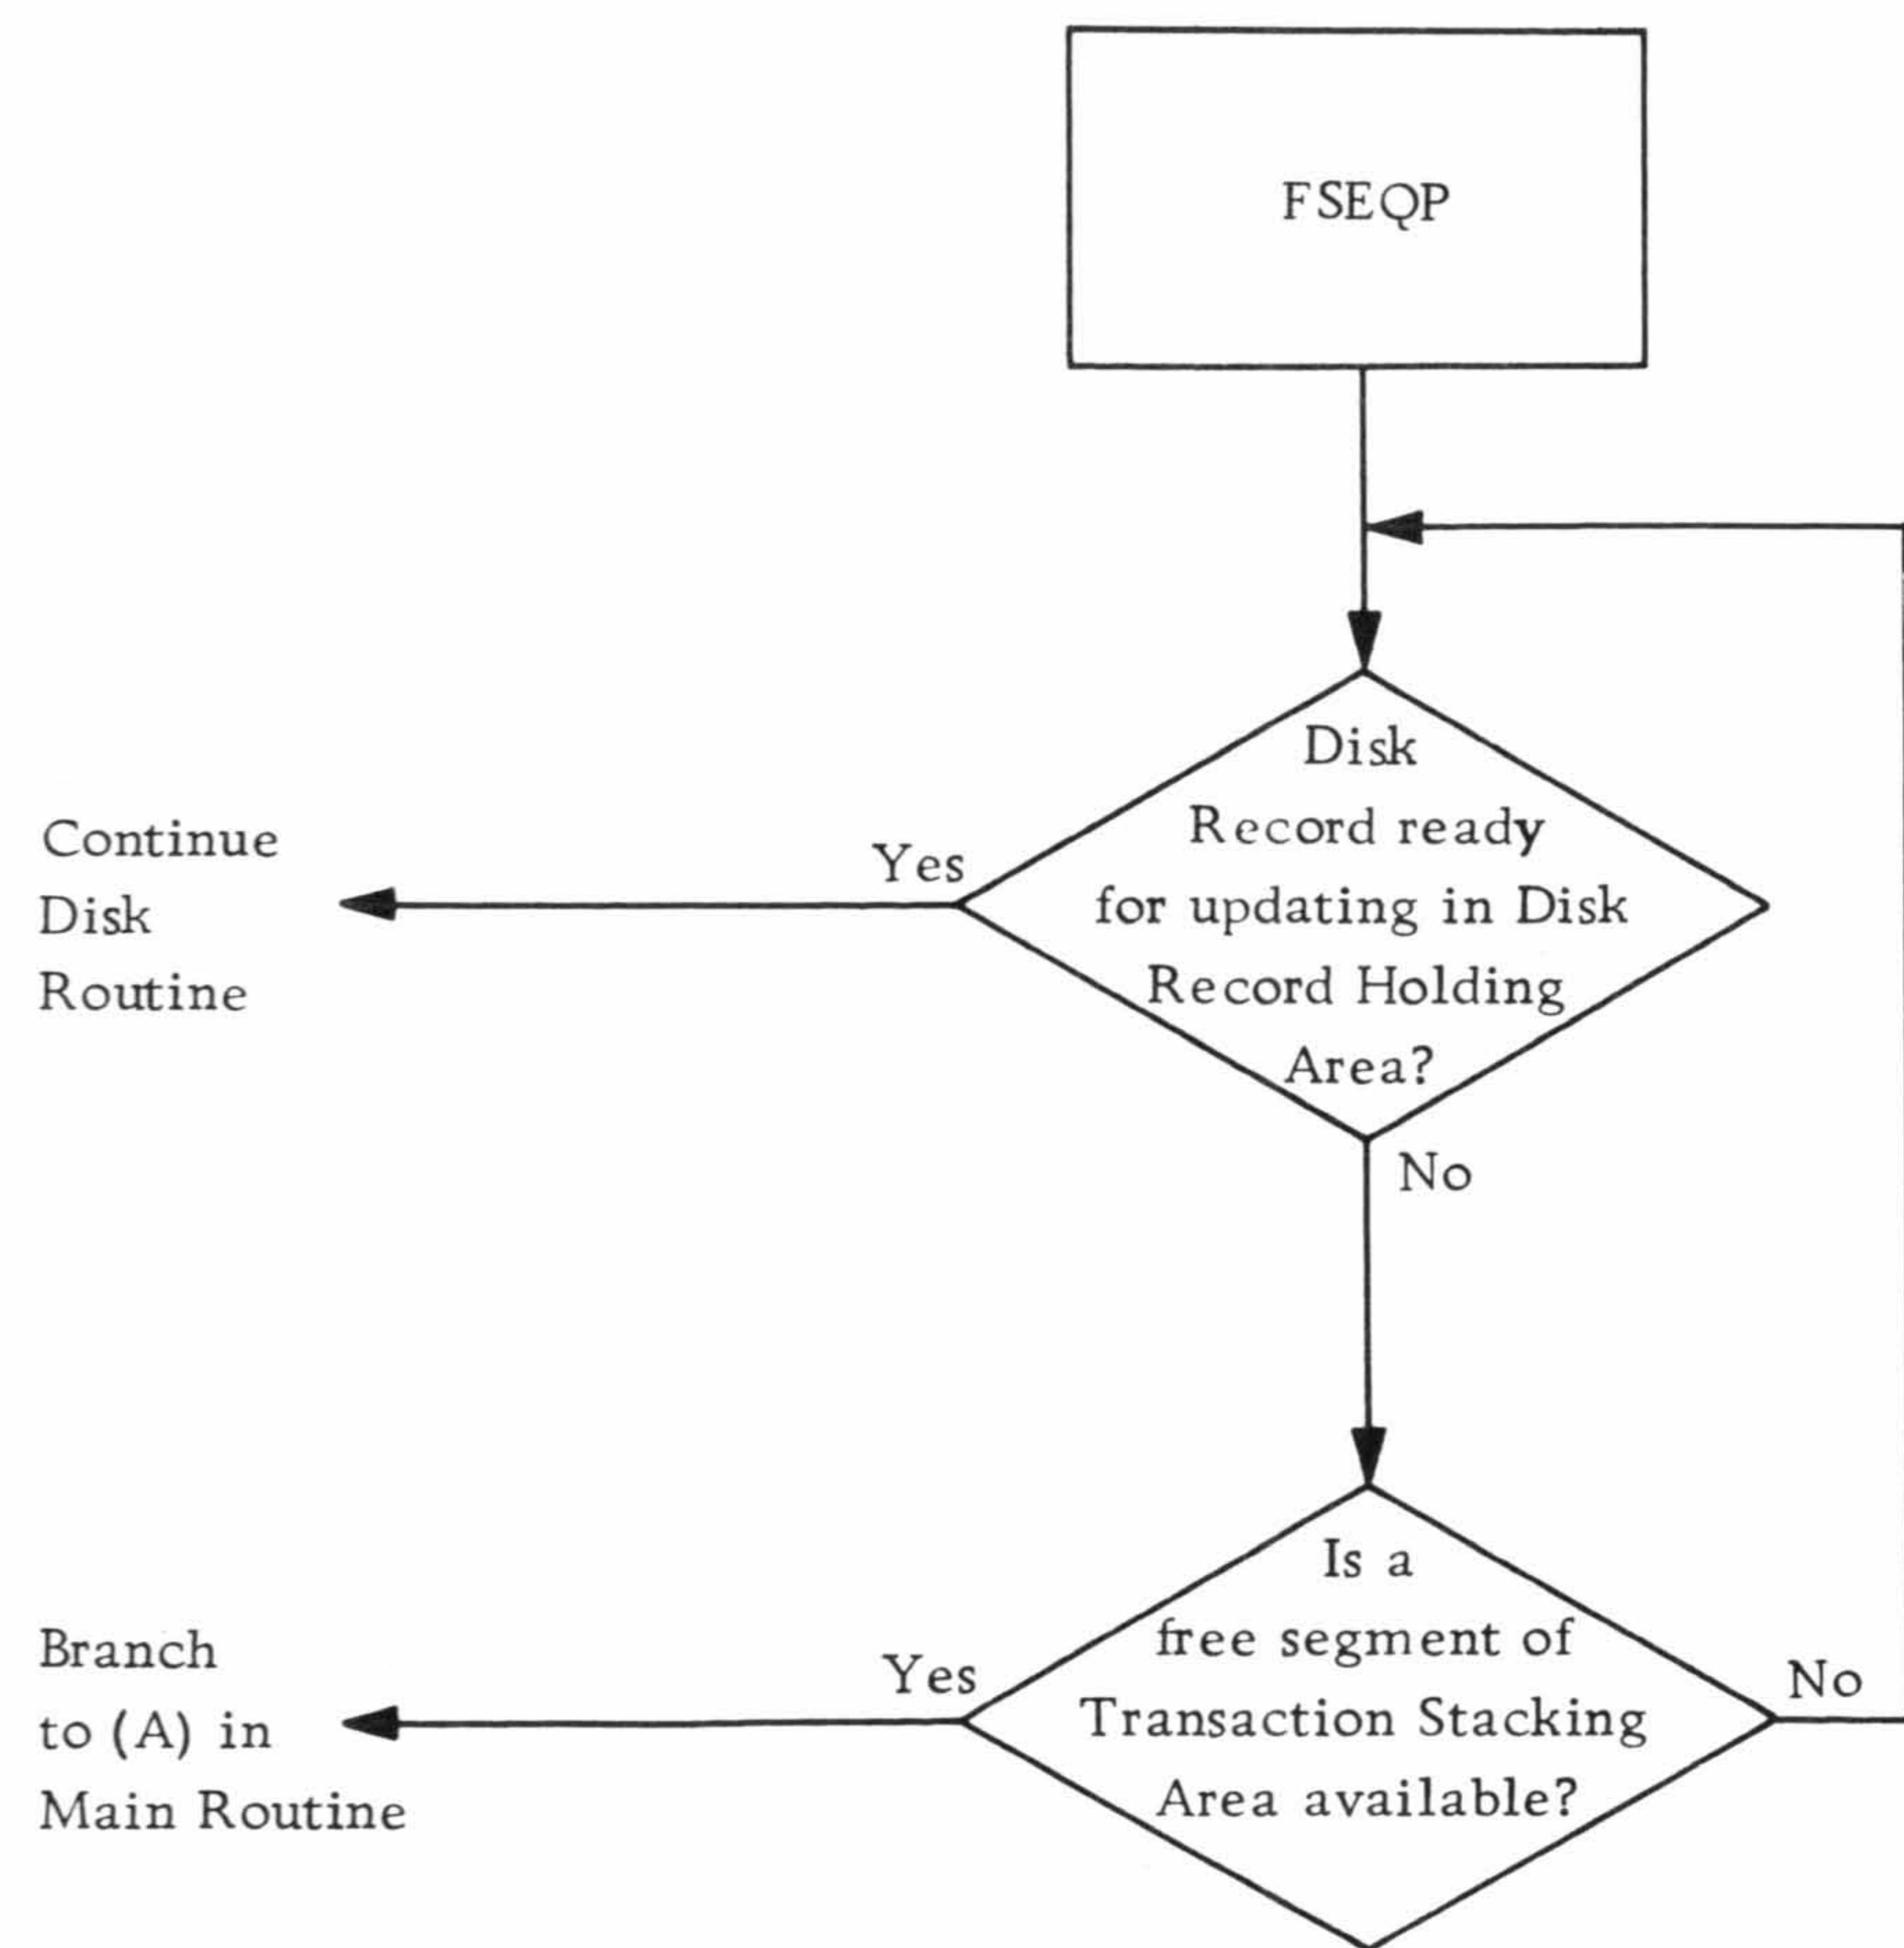 FSEQP
Disk
Record ready
for updating in Disk
Record Holding
Area?
Yes
Continue
Disk
Routine
No
Is a
free segment of
Transaction Stacking
Area available?
Yes
Branch
to (A) in
Main Routine
No